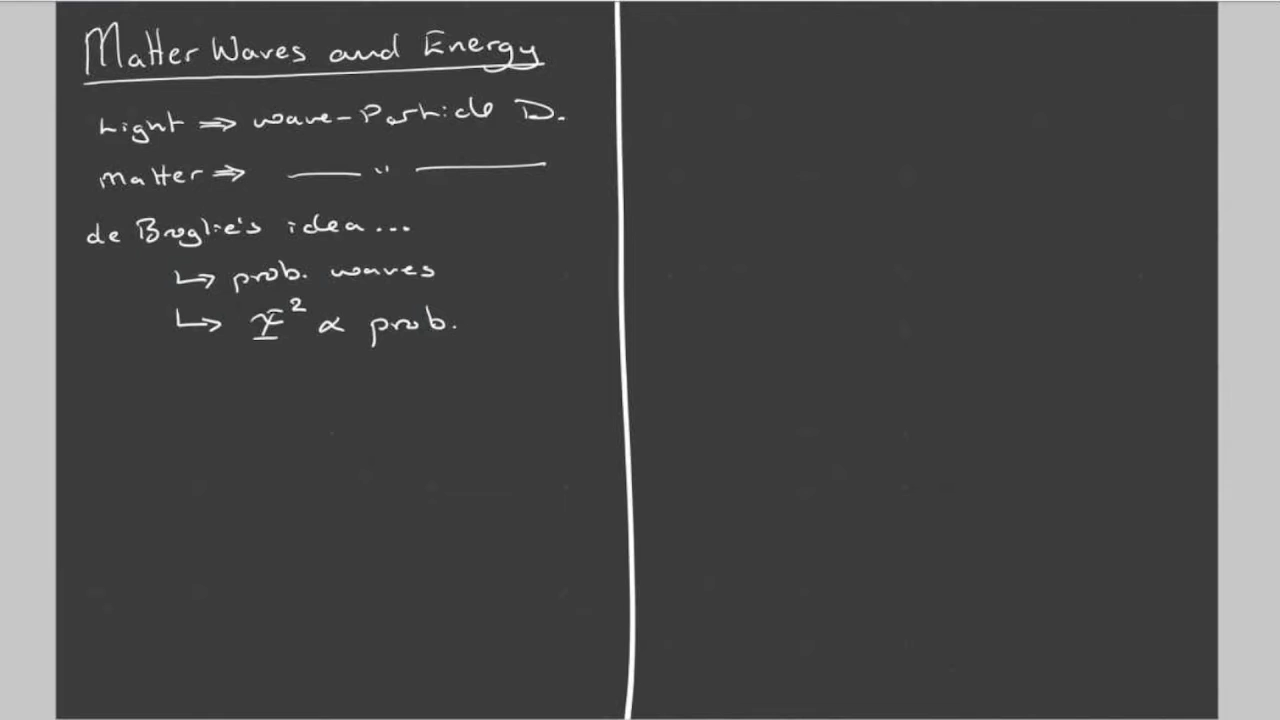 Matter Waves and Energy
Light ⇒ wave-Particle D.
Matter ⇒ —— " ——
de Broglie's idea...
↳ prob. waves
↳ Ψ² ∝ prob.